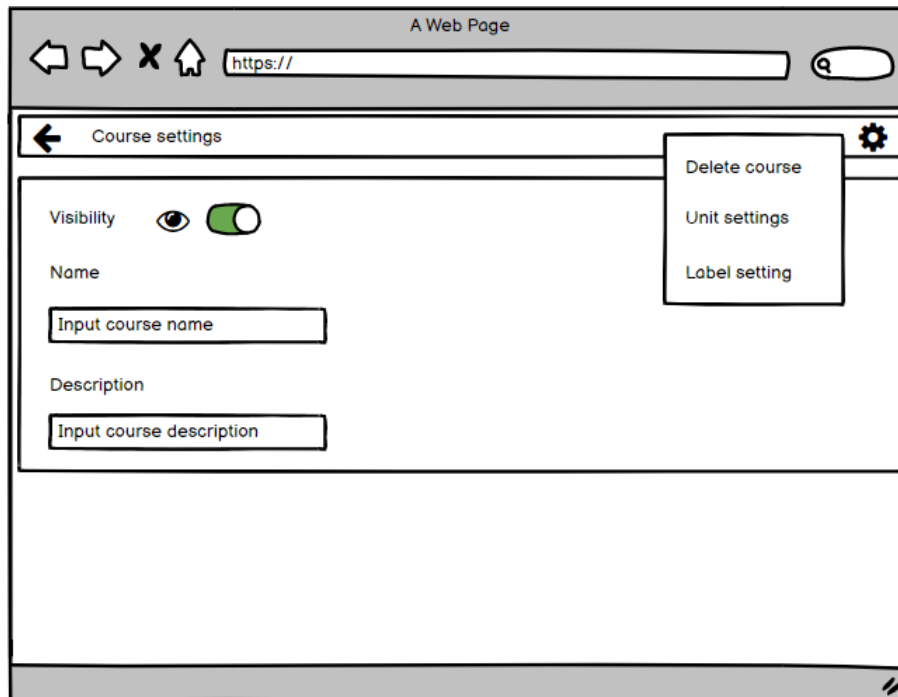 A Web Page
https://
Course settings
Delete course
Visibility
Unit settings
Name
Label setting
Input course name
Description
Input course description